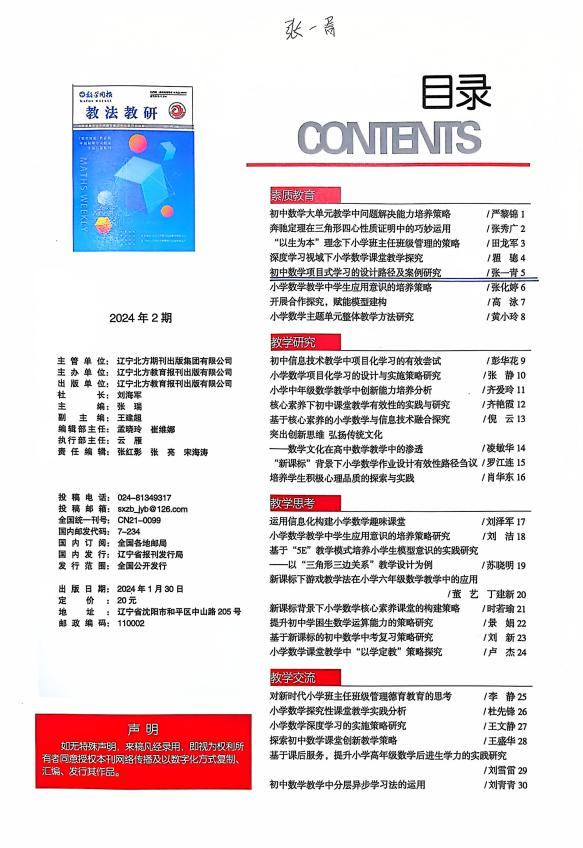 张一青
数学周报
MATHS WEEKLY
教法教研
MATHS WEEKLY
2024 年 2 期
主管单位：辽宁北方期刊出版集团有限公司
主办单位：辽宁北方教育报刊出版有限公司
出版单位：辽宁北方教育报刊出版有限公司
社长：刘海军
主编：张瑶
副主编：王建超
编辑部主任：孟晓玲 崔维娜
执行部主任：云雁
责任编辑：张红影 张亮 宋海涛
投稿电话：024-81349317
投稿邮箱：sxzb_jyb@126.com
全国统一刊号：CN21-0099
国内邮发代码：7-234
国内订阅：全国各地邮局
国内发行：辽宁省报刊发行局
发行范围：全国公开发行
出版日期：2024 年 1 月 30 日
定价：20元
地址：辽宁省沈阳市和平区中山路 205 号
邮政编码：110002
声 明
如无特殊声明，来稿凡经录用，即视为权利所
有者同意授权本刊网络传播及以数字化方式复制、
汇编、发行其作品。
目录
CONTENTS
素质教育
初中数学大单元教学中问题解决能力培养策略 /严黎锦 1
奔驰定理在三角形四心性质证明中的巧妙运用 /张秀广 2
“以生为本”理念下小学班主任班级管理的策略 /田龙军 3
深度学习视域下小学数学课堂教学探究 4
初中数学项目式学习的设计路径及案例研究 /张一青 5
小学数学教学中学生应用意识的培养策略 /张化婷 6
开展合作探究，赋能模型建构 /高泳 7
小学数学主题单元整体教学方法研究 /黄小玲 8
教学研究
初中信息技术教学中项目化学习的有效尝试 /彭华花 9
小学数学项目化学习的设计与实施策略研究 /张静 10
小学中年级数学教学中创新能力培养分析 /齐爱玲 11
核心素养下初中课堂教学有效性的实践与研究 /齐艳霞 12
基于核心素养的小学数学与信息技术融合探究 /倪云 13
突出创新思维 弘扬传统文化
——数学文化在高中数学教学中的渗透 /凌敏华 14
“新课标”背景下小学数学作业设计有效性路径刍议 /罗江连 15
培养学生积极心理品质的探索与实践 /肖华东 16
教学思考
运用信息化构建小学数学趣味课堂 /刘泽军 17
小学数学教学中学生应用意识的培养策略研究 /刘洁 18
基于“5E”教学模式培养小学生模型意识的实践研究
——以“三角形三边关系”教学设计为例 /苏晓明 19
新课标下游戏教学法在小学六年级数学教学中的应用
/董艺 丁建新 20
新课标背景下小学数学核心素养课堂的构建策略 /时若瑜 21
提升初中学困生数学运算能力的策略研究 /景娟 22
基于新课标的初中数学中考复习策略研究 /刘新 23
小学数学课堂教学中“以学定教”策略探究 /卢杰 24
教学交流
对新时代小学班主任班级管理德育教育的思考 /李静 25
小学数学探究性课堂教学实践分析 /杜先锋 26
小学数学深度学习的实施策略研究 /王文静 27
探索初中数学课堂创新教学策略 /王盛华 28
基于课后服务，提升小学高年级数学后进生学力的实践研究
/刘雪雷 29
初中数学教学中分层异步学习法的运用 /刘青青 30